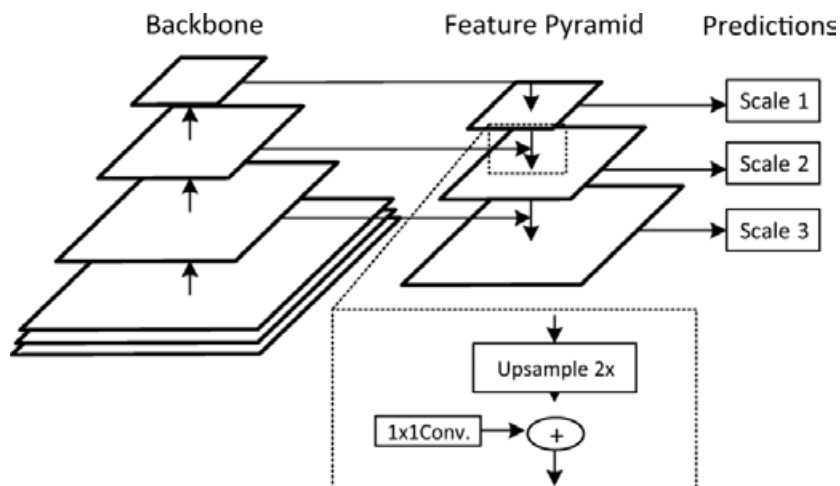 Backbone
Feature Pyramid
Predictions
Scale 1
Scale 2
Scale 3
Upsample 2x
1x1Conv.
+